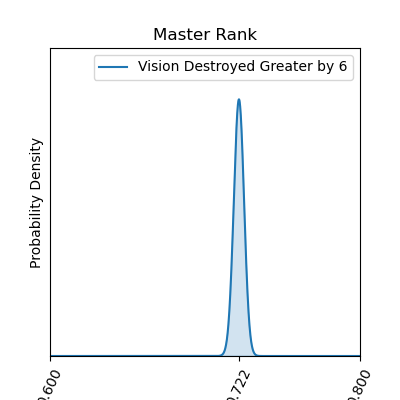 Master Rank
Vision Destroyed Greater by 6
Probability Density
0.600
0.722
0.800